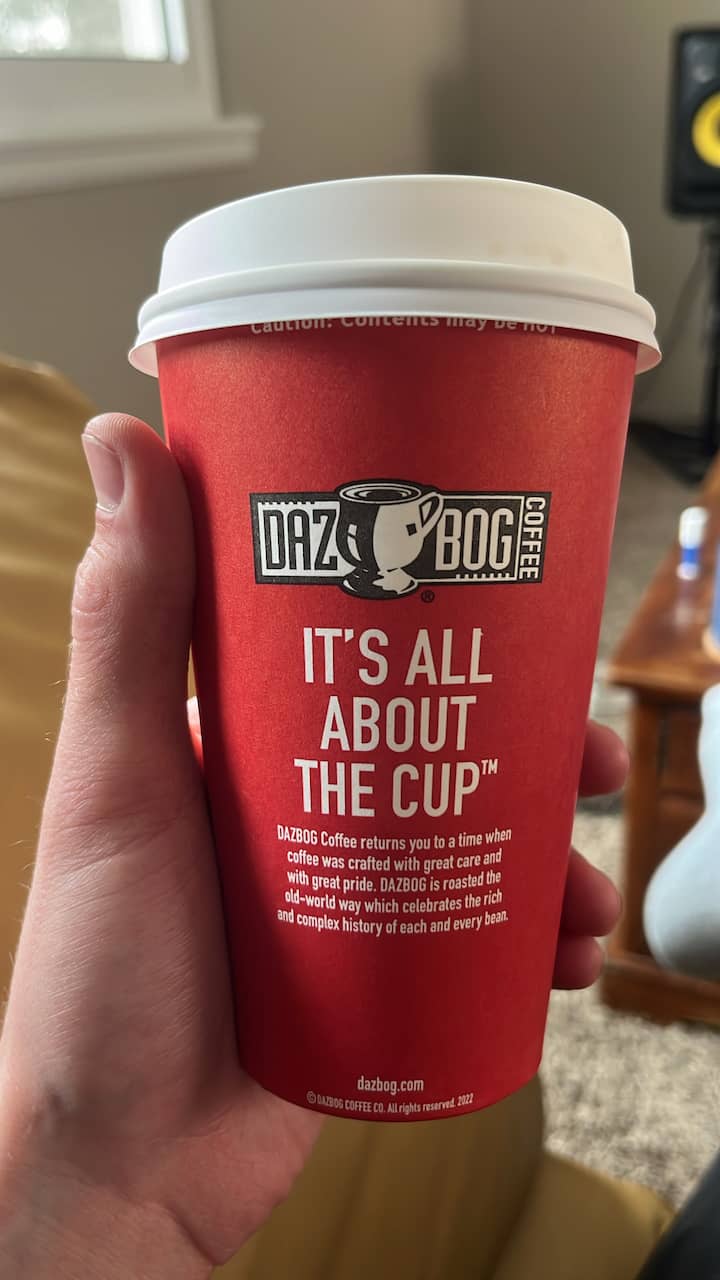 Caution: Contents may be HOT
DAZBOG COFFEE
®
IT'S ALL
ABOUT
THE CUP™
DAZBOG Coffee returns you to a time when
coffee was crafted with great care and
with great pride. DAZBOG is roasted the
old-world way which celebrates the rich
and complex history of each and every bean.
dazbog.com
©DAZBOG COFFEE CO. All rights reserved. 2022